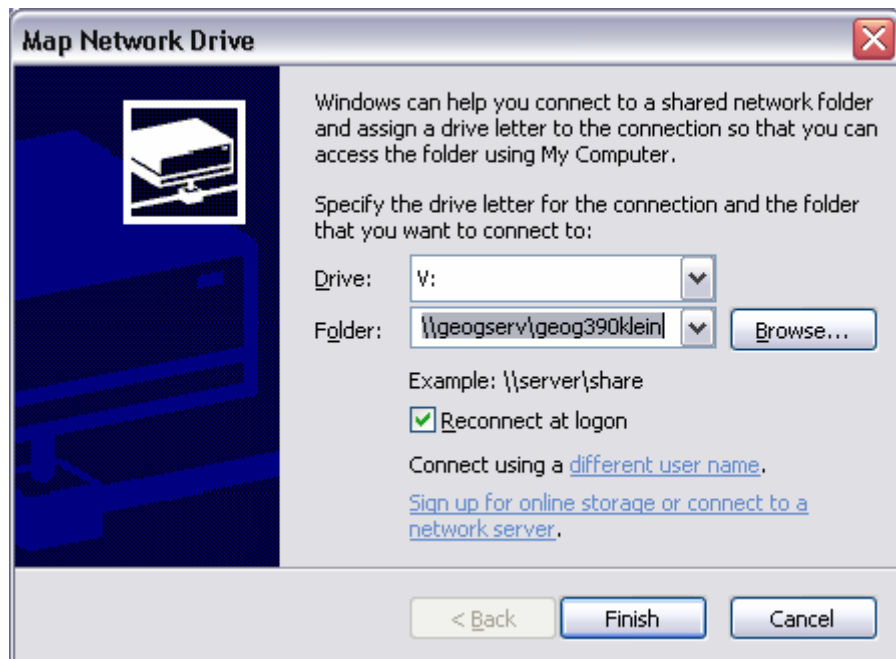 Map Network Drive
Windows can help you connect to a shared network folder
and assign a drive letter to the connection so that you can
access the folder using My Computer.
Specify the drive letter for the connection and the folder
that you want to connect to:
Drive: V:
Folder: \\geogserv\geog390klein Browse...
Example: \\server\share
Reconnect at logon
Connect using a different user name.
Sign up for online storage or connect to a
network server.
< Back Finish Cancel